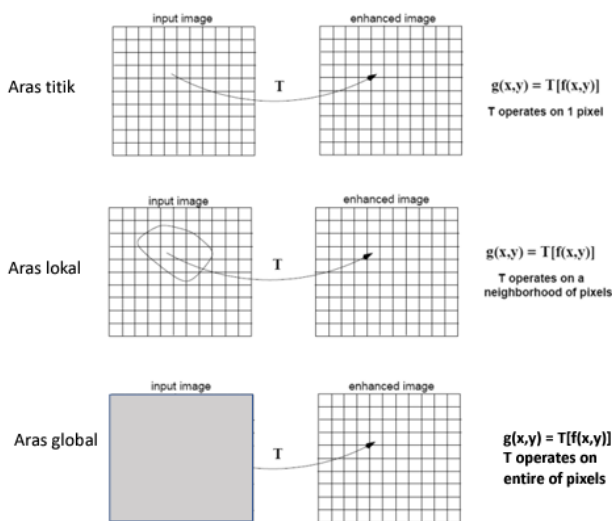 input image
enhanced image
Aras titik
T
g(x,y) = T[f(x,y)]
T operates on 1 pixel
input image
enhanced image
Aras lokal
T
g(x,y) = T[f(x,y)]
T operates on a
neighborhood of pixels
input image
enhanced image
Aras global
T
g(x,y) = T[f(x,y)]
T operates on
entire of pixels